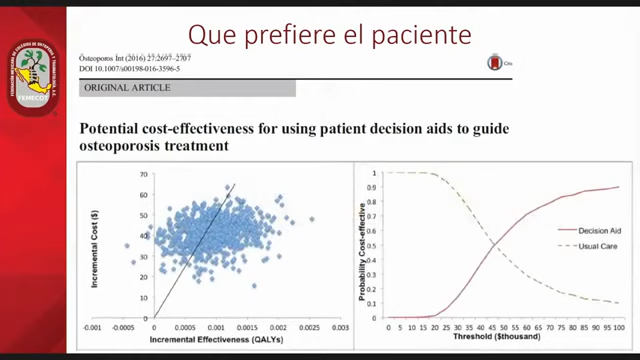 Que prefiere el paciente
FEMECOT
Osteoporos Int (2016) 27:2697–2707
DOI 10.1007/s00198-016-3596-5
ORIGINAL ARTICLE
Potential cost-effectiveness for using patient decision aids to guide
osteoporosis treatment
Incremental Cost ($)
70
60
50
40
30
20
10
0
-0.001 -0.0005 0 0.0005 0.001 0.0015 0.002 0.0025 0.003
Incremental Effectiveness (QALYs)
Probability Cost-effective
1
0.9
0.8
0.7
0.6
0.5
0.4
0.3
0.2
0.1
0
0 5 10 15 20 25 30 35 40 45 50 55 60 65 70 75 80 85 90 95 100
Threshold ($thousand)
Decision Aid
Usual Care